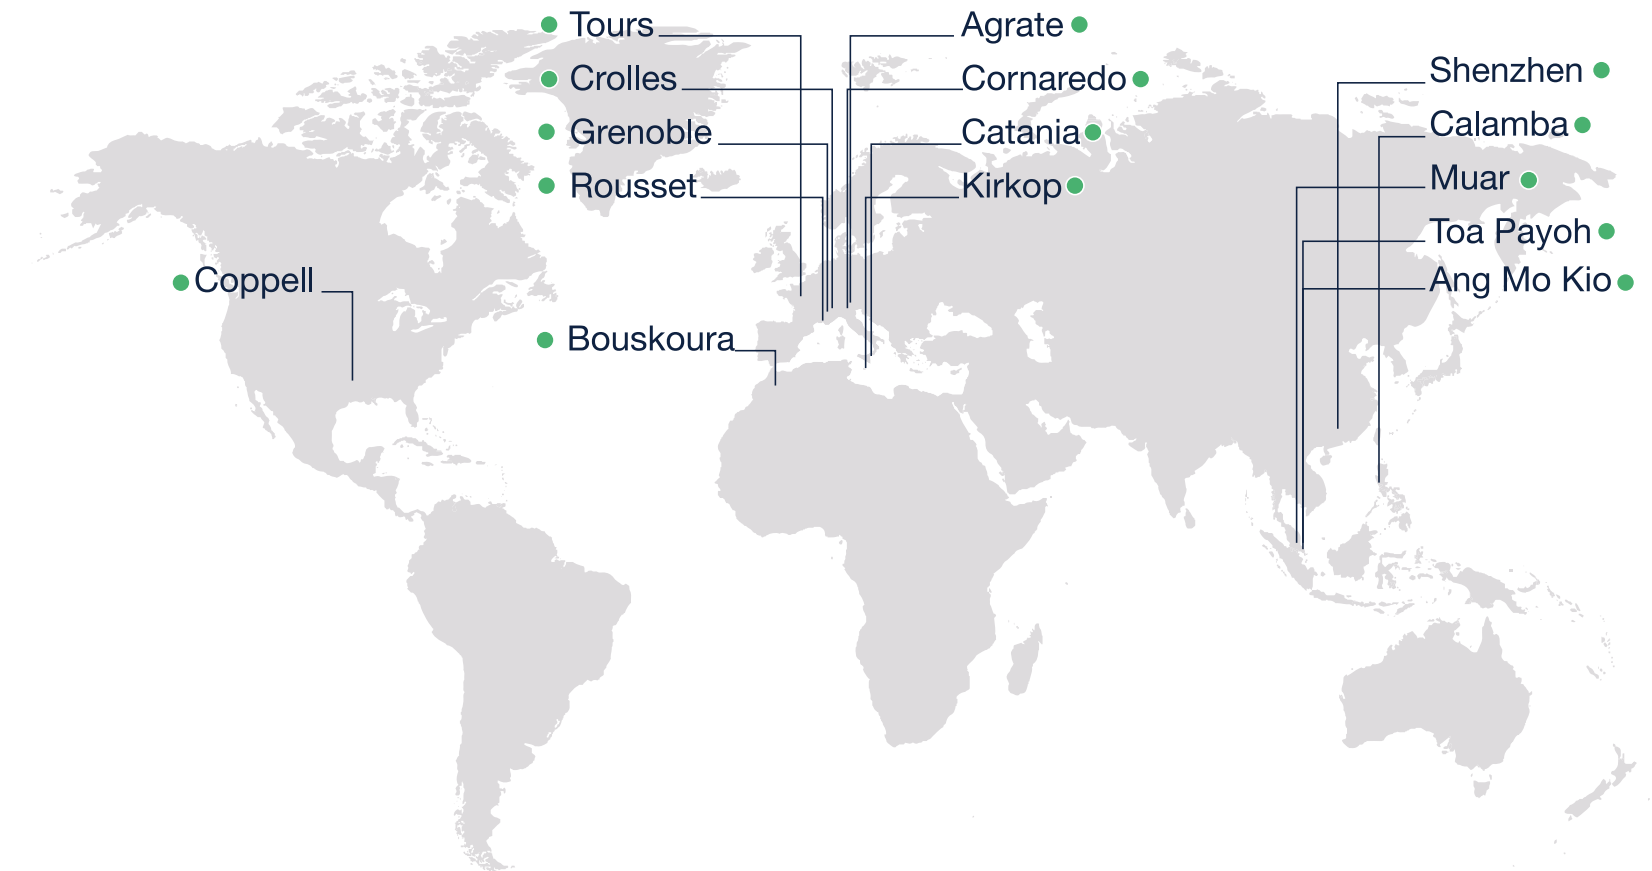 Tours
Crolles
Grenoble
Rousset
Coppell
Bouskoura
Agrate
Cornaredo
Catania
Kirkop
Shenzhen
Calamba
Muar
Toa Payoh
Ang Mo Kio